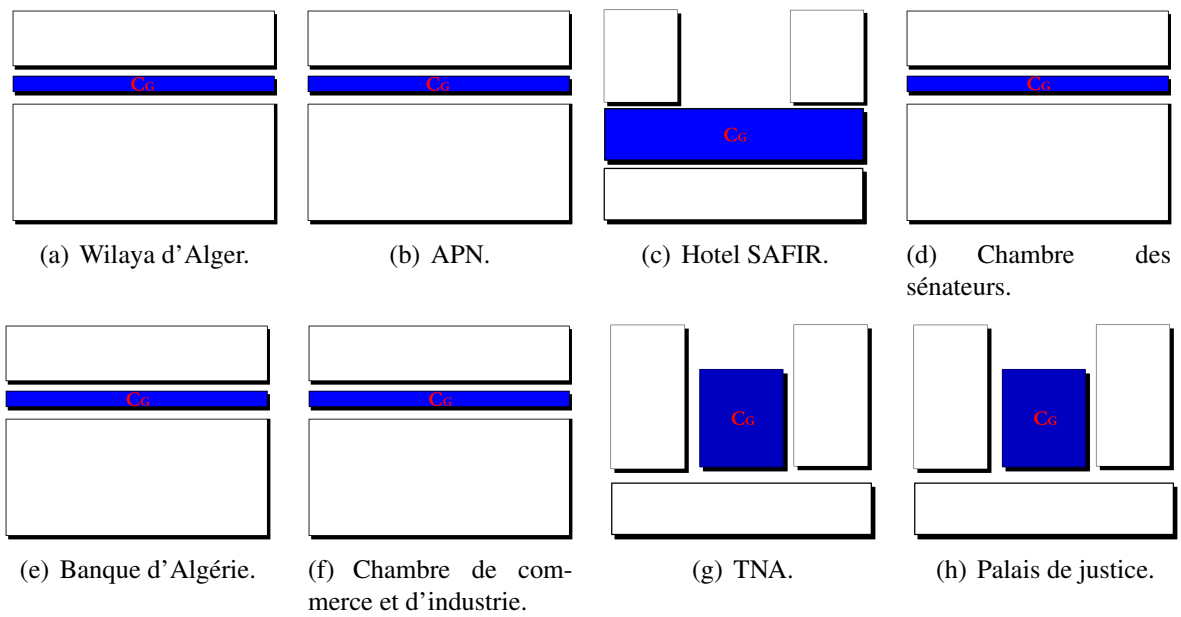 CG
CG
CG
CG
(a) Wilaya d'Alger.
(b) APN.
(c) Hotel SAFIR.
(d) Chambre des
sénateurs.
CG
CG
CG
CG
(e) Banque d'Algérie.
(f) Chambre de com-
merce et d'industrie.
(g) TNA.
(h) Palais de justice.